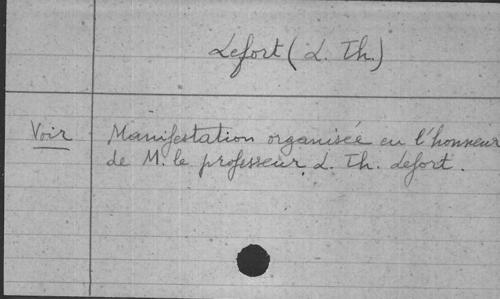 Lefort (L. Th.)
Voir Manifestation organisée en l'honneur
de M. le professeur L. Th. Lefort.